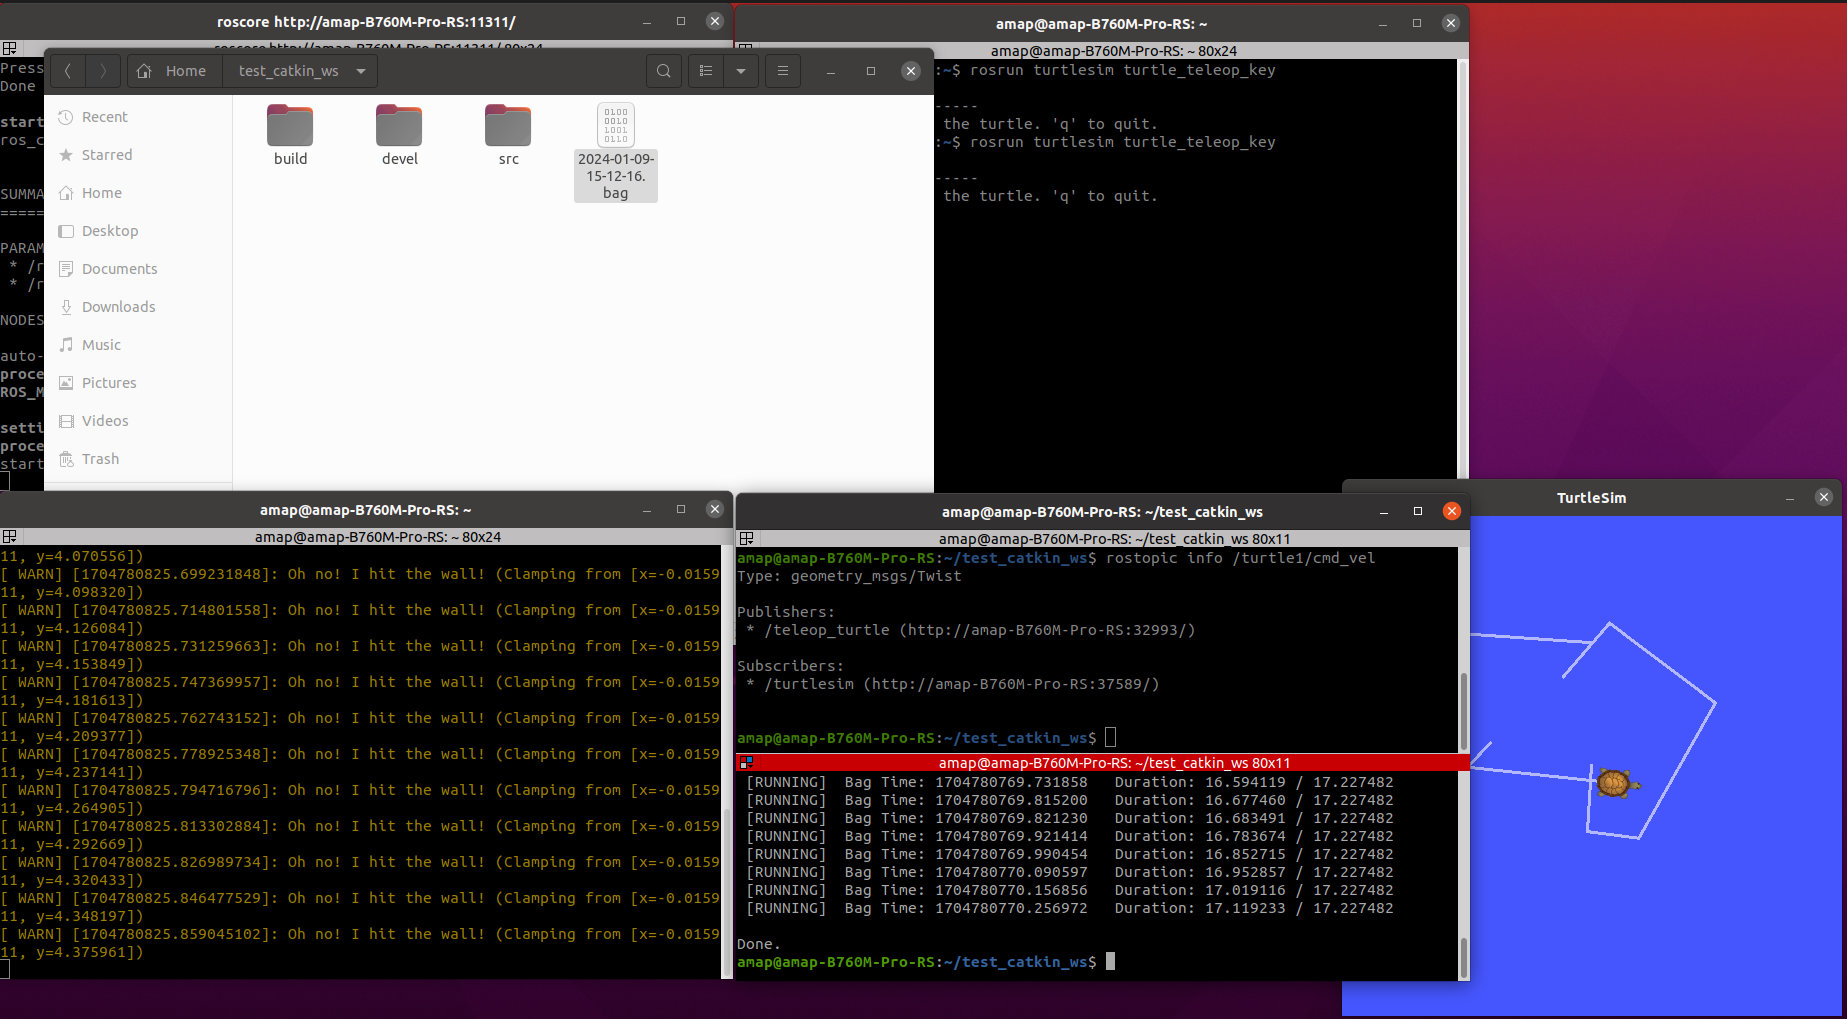 roscore http://amap-B760M-Pro-RS:11311/
Press
Done
start
ros_c
SUMMA
=====
PARAM
* /r
* /r
NODES
auto-
proce
ROS_M
setti
proce
start
Home
test_catkin_ws
Recent
Starred
Home
Desktop
Documents
Downloads
Music
Pictures
Videos
Trash
build
devel
src
2024-01-09-
15-12-16.
bag
amap@amap-B760M-Pro-RS: ~
amap@amap-B760M-Pro-RS: ~ 80x24
:~$ rosrun turtlesim turtle_teleop_key
-----
the turtle. 'q' to quit.
:~$ rosrun turtlesim turtle_teleop_key
-----
the turtle. 'q' to quit.
amap@amap-B760M-Pro-RS: ~
amap@amap-B760M-Pro-RS: ~ 80x24
11, y=4.070556])
[ WARN] [1704780825.699231848]: Oh no! I hit the wall! (Clamping from [x=-0.0159
11, y=4.098320])
[ WARN] [1704780825.714801558]: Oh no! I hit the wall! (Clamping from [x=-0.0159
11, y=4.126084])
[ WARN] [1704780825.731259663]: Oh no! I hit the wall! (Clamping from [x=-0.0159
11, y=4.153849])
[ WARN] [1704780825.747369957]: Oh no! I hit the wall! (Clamping from [x=-0.0159
11, y=4.181613])
[ WARN] [1704780825.762743152]: Oh no! I hit the wall! (Clamping from [x=-0.0159
11, y=4.209377])
[ WARN] [1704780825.778925348]: Oh no! I hit the wall! (Clamping from [x=-0.0159
11, y=4.237141])
[ WARN] [1704780825.794716796]: Oh no! I hit the wall! (Clamping from [x=-0.0159
11, y=4.264905])
[ WARN] [1704780825.813302884]: Oh no! I hit the wall! (Clamping from [x=-0.0159
11, y=4.292669])
[ WARN] [1704780825.826989734]: Oh no! I hit the wall! (Clamping from [x=-0.0159
11, y=4.320433])
[ WARN] [1704780825.846477529]: Oh no! I hit the wall! (Clamping from [x=-0.0159
11, y=4.348197])
[ WARN] [1704780825.859045102]: Oh no! I hit the wall! (Clamping from [x=-0.0159
11, y=4.375961])
amap@amap-B760M-Pro-RS: ~/test_catkin_ws
amap@amap-B760M-Pro-RS: ~/test_catkin_ws 80x11
amap@amap-B760M-Pro-RS:~/test_catkin_ws$ rostopic info /turtle1/cmd_vel
Type: geometry_msgs/Twist
Publishers:
* /teleop_turtle (http://amap-B760M-Pro-RS:32993/)
Subscribers:
* /turtlesim (http://amap-B760M-Pro-RS:37589/)
amap@amap-B760M-Pro-RS:~/test_catkin_ws$
amap@amap-B760M-Pro-RS: ~/test_catkin_ws 80x11
[RUNNING]  Bag Time: 1704780769.731858   Duration: 16.594119 / 17.227482
[RUNNING]  Bag Time: 1704780769.815200   Duration: 16.677460 / 17.227482
[RUNNING]  Bag Time: 1704780769.821230   Duration: 16.683491 / 17.227482
[RUNNING]  Bag Time: 1704780769.921414   Duration: 16.783674 / 17.227482
[RUNNING]  Bag Time: 1704780769.990454   Duration: 16.852715 / 17.227482
[RUNNING]  Bag Time: 1704780770.090597   Duration: 16.952857 / 17.227482
[RUNNING]  Bag Time: 1704780770.156856   Duration: 17.019116 / 17.227482
[RUNNING]  Bag Time: 1704780770.256972   Duration: 17.119233 / 17.227482
Done.
amap@amap-B760M-Pro-RS:~/test_catkin_ws$
TurtleSim